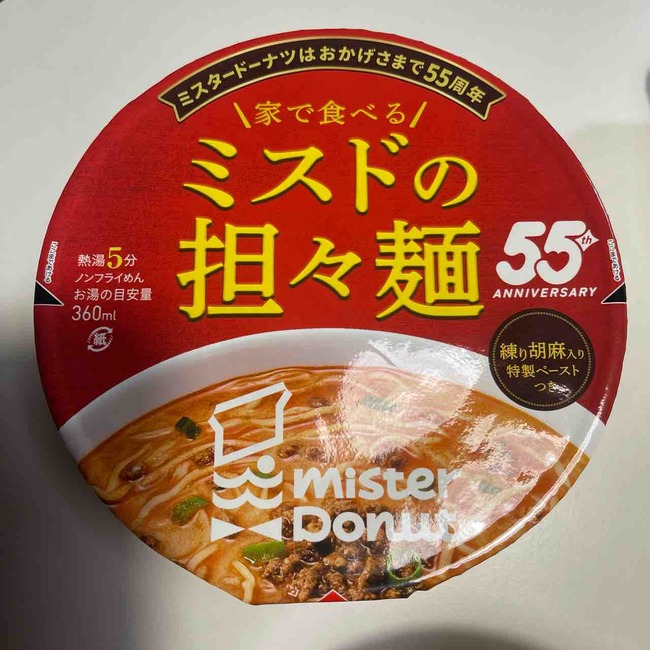 ミスタードーナツはおかげさまで55周年
\家で食べる/
ミスドの
担々麺
熱湯5分
ノンフライめん
お湯の目安量
360ml
紙
55th
ANNIVERSARY
練り胡麻入り
特製ペースト
つき
mister
Donut